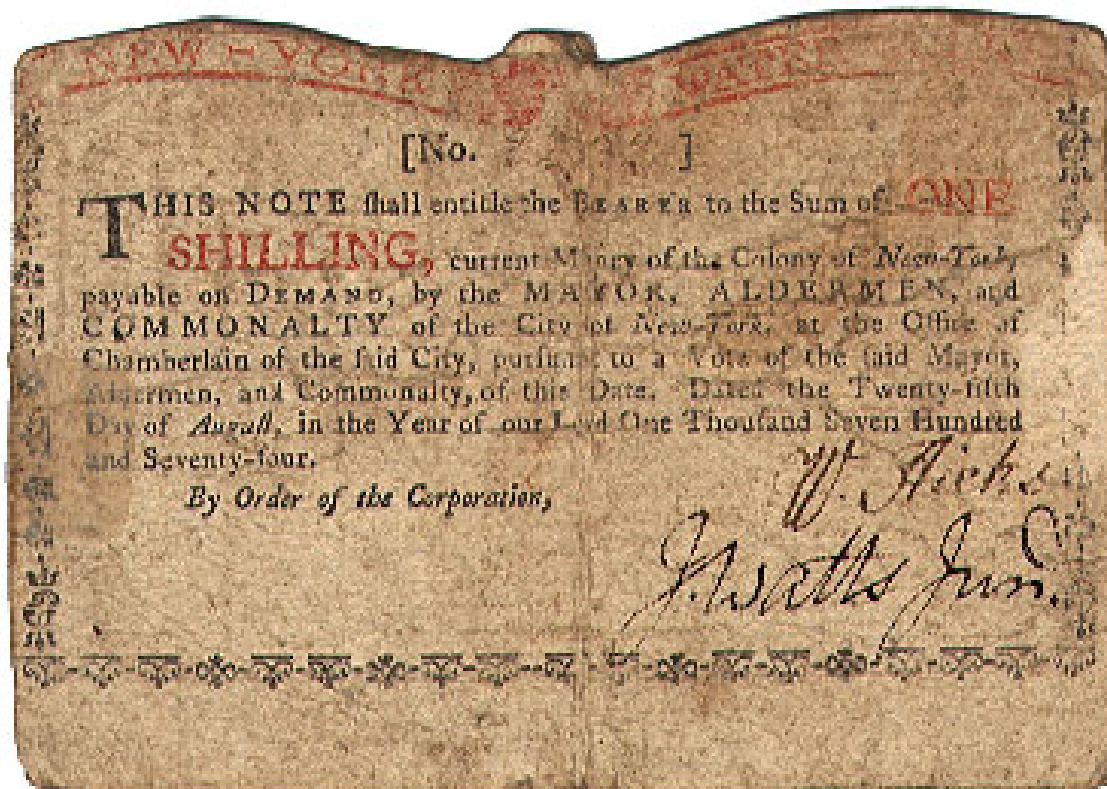 NEW-YORK WATER
[No. ]
THIS NOTE ſhall entitle the BEARER to the Sum of ONE
SHILLING, current Money of the Colony of New-York,
payable on DEMAND, by the MAYOR, ALDERMEN, and
COMMONALTY of the City of New-York, at the Office of
Chamberlain of the ſaid City, purſuant to a Vote of the ſaid Mayor,
Aldermen, and Commonalty, of this Date. Dated the Twenty-fifth
Day of Auguſt, in the Year of our Lord One Thouſand Seven Hundred
and Seventy-four.
By Order of the Corporation,
W. Hicks
J. Watts Junr.